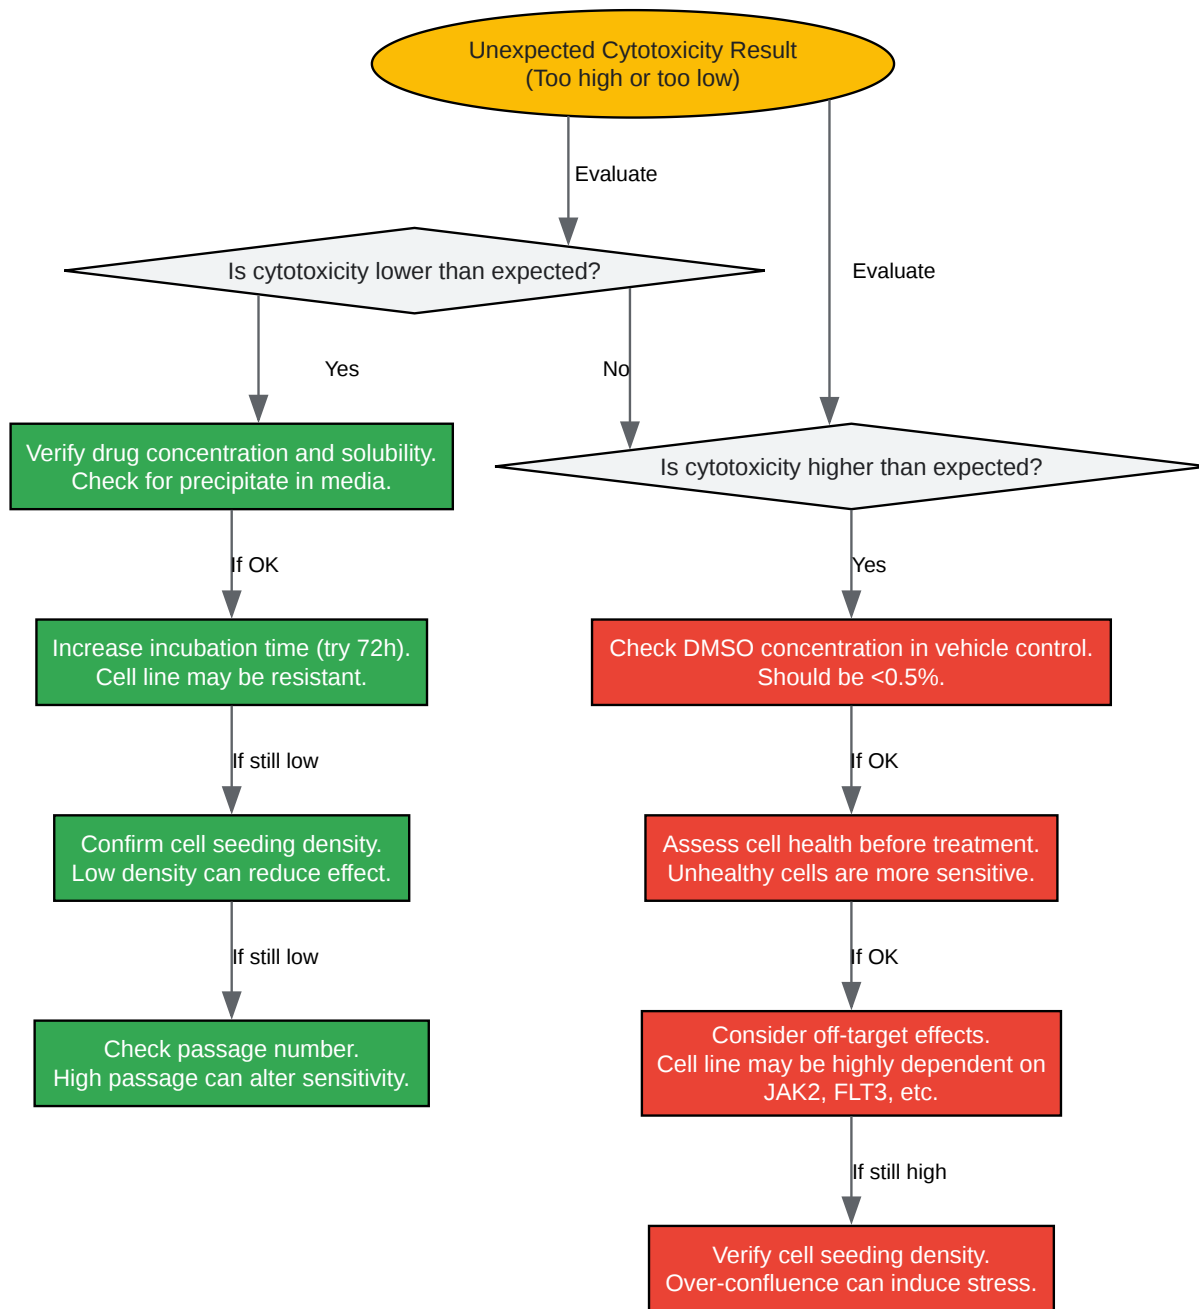 Unexpected Cytotoxicity Result
(Too high or too low)
Evaluate
Evaluate
Is cytotoxicity lower than expected?
Yes
No
Verify drug concentration and solubility.
Check for precipitate in media.
Is cytotoxicity higher than expected?
If OK
Yes
Increase incubation time (try 72h).
Cell line may be resistant.
Check DMSO concentration in vehicle control.
Should be <0.5%.
If still low
If OK
Confirm cell seeding density.
Low density can reduce effect.
Assess cell health before treatment.
Unhealthy cells are more sensitive.
If still low
If OK
Check passage number.
High passage can alter sensitivity.
Consider off-target effects.
Cell line may be highly dependent on
JAK2, FLT3, etc.
If still high
Verify cell seeding density.
Over-confluence can induce stress.